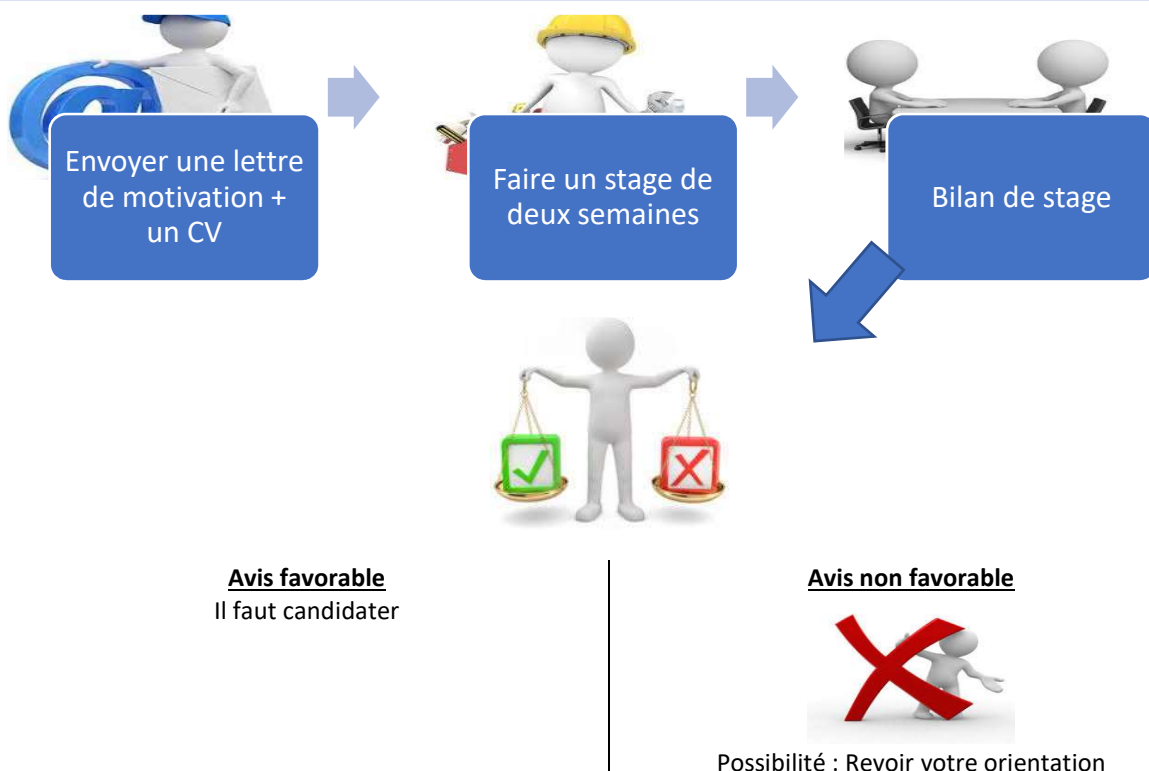 Envoyer une lettre
de motivation +
un CV
Faire un stage de
deux semaines
Bilan de stage
Avis favorable
Il faut candidater
Avis non favorable
Possibilité : Revoir votre orientation